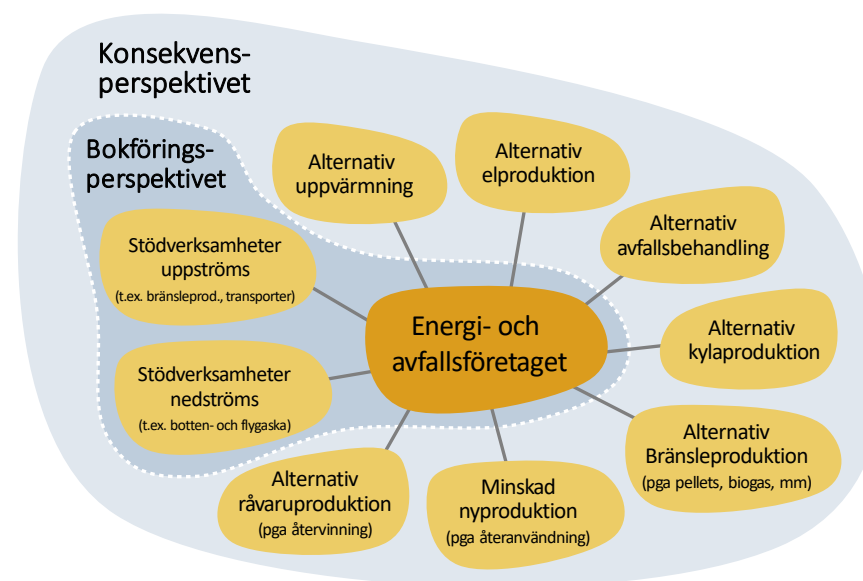 Konsekvens-
perspektivet
Bokförings-
perspektivet
Alternativ
uppvärmning
Alternativ
elproduktion
Alternativ
avfallsbehandling
Stödverksamheter
uppströms
(t.ex. bränsleprod., transporter)
Energi- och
avfallsföretaget
Alternativ
kylaproduktion
Stödverksamheter
nedströms
(t.ex. botten- och flygaska)
Alternativ
Bränsleproduktion
(pga pellets, biogas, mm)
Alternativ
råvaruproduktion
(pga återvinning)
Minskad
nyproduktion
(pga återanvändning)